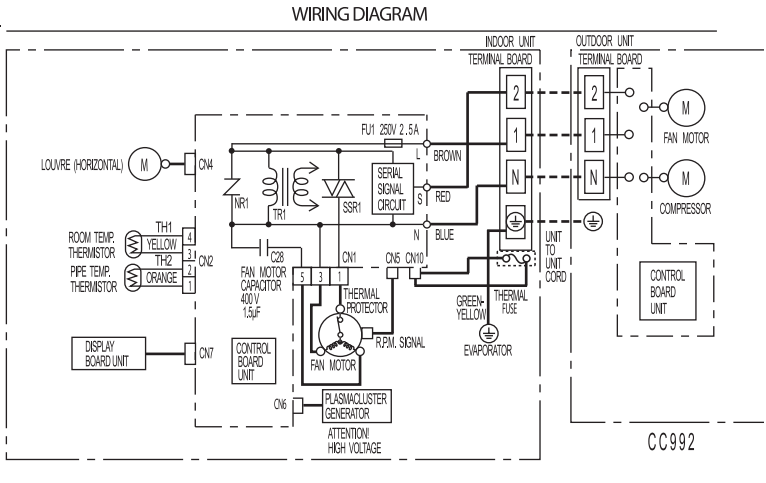 WIRING DIAGRAM
INDOOR UNIT
TERMINAL BOARD
OUTDOOR UNIT
TERMINAL BOARD
2
1
N
2
1
N
M
FAN MOTOR
M
COMPRESSOR
FU1 250V 2.5A
L
BROWN
LOUVRE (HORIZONTAL)
M
CN4
NR1
TR1
SSR1
SERIAL
SIGNAL
CIRCUIT
S
RED
N
BLUE
TH1
ROOM TEMP.
THERMISTOR
YELLOW
4
3
TH2
PIPE TEMP.
THERMISTOR
ORANGE
2
1
CN2
C28
FAN MOTOR
CAPACITOR
400 V
1,5µF
CN1
5
3
1
CN5
CN10
UNIT
TO
UNIT
CORD
CONTROL
BOARD
UNIT
THERMAL
PROTECTOR
GREEN-
YELLOW
THERMAL
FUSE
R.P.M. SIGNAL
EVAPORATOR
FAN MOTOR
DISPLAY
BOARD UNIT
CN7
CONTROL
BOARD
UNIT
CN6
PLASMACLUSTER
GENERATOR
ATTENTION!
HIGH VOLTAGE
CC992